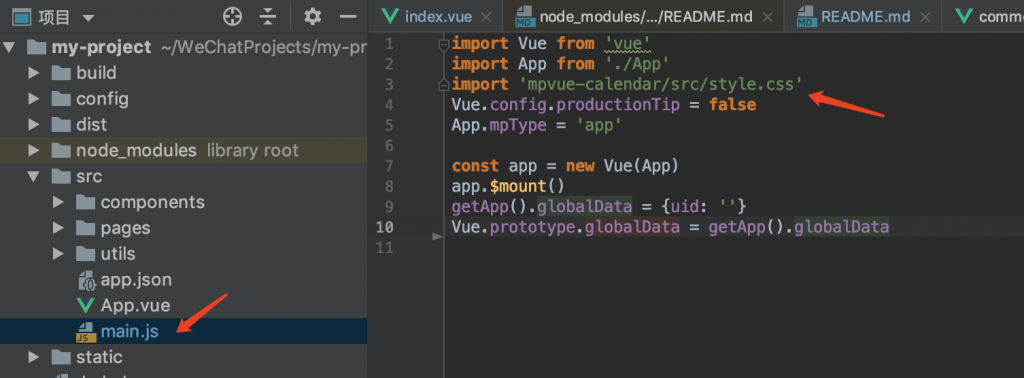 项目
index.vue
node_modules/.../README.md
README.md
my-project ~/WeChatProjects/my-pr
build
config
dist
node_modules library root
src
components
pages
utils
app.json
App.vue
JS main.js
static
1 import Vue from 'vue'
2 import App from './App'
3 import 'mpvue-calendar/src/style.css'
4 Vue.config.productionTip = false
5 App.mpType = 'app'
6
7 const app = new Vue(App)
8 app.$mount()
9 getApp().globalData = {uid: ''}
10 Vue.prototype.globalData = getApp().globalData
11